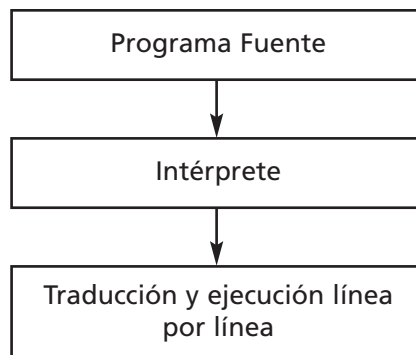 Programa Fuente
Intérprete
Traducción y ejecución línea
por línea